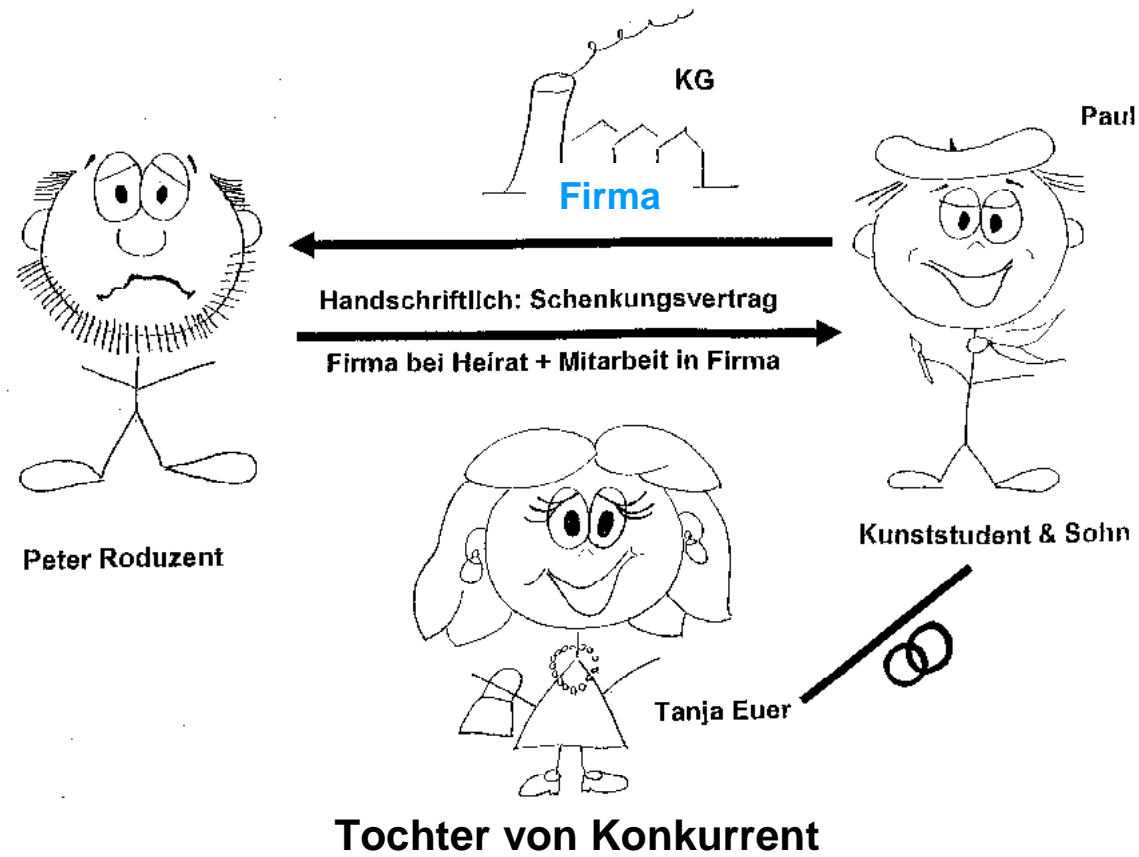 KG
Paul
Firma
Handschriftlich: Schenkungsvertrag
Firma bei Heirat + Mitarbeit in Firma
Peter Roduzent
Kunststudent & Sohn
Tanja Euer
Tochter von Konkurrent